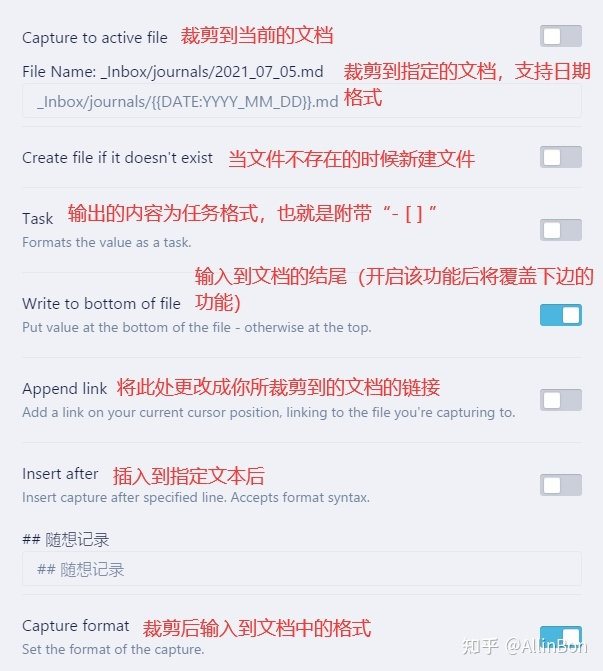 Capture to active file 裁剪到当前的文档
File Name: _Inbox/journals/2021_07_05.md 裁剪到指定的文档，支持日期
_Inbox/journals/{{DATE:YYYY_MM_DD}}.md 格式
Create file if it doesn't exist 当文件不存在的时候新建文件
Task 输出的内容为任务格式，也就是附带“- [ ] ”
Formats the value as a task.
输入到文档的结尾（开启该功能后将覆盖下边的
Write to bottom of file 功能）
Put value at the bottom of the file - otherwise at the top.
Append link 将此处更改成你所裁剪到的文档的链接
Add a link on your current cursor position, linking to the file you're capturing to.
Insert after 插入到指定文本后
Insert capture after specified line. Accepts format syntax.
## 随想记录
## 随想记录
Capture format 裁剪后输入到文档中的格式
Set the format of the capture.
知乎 @AllinBon